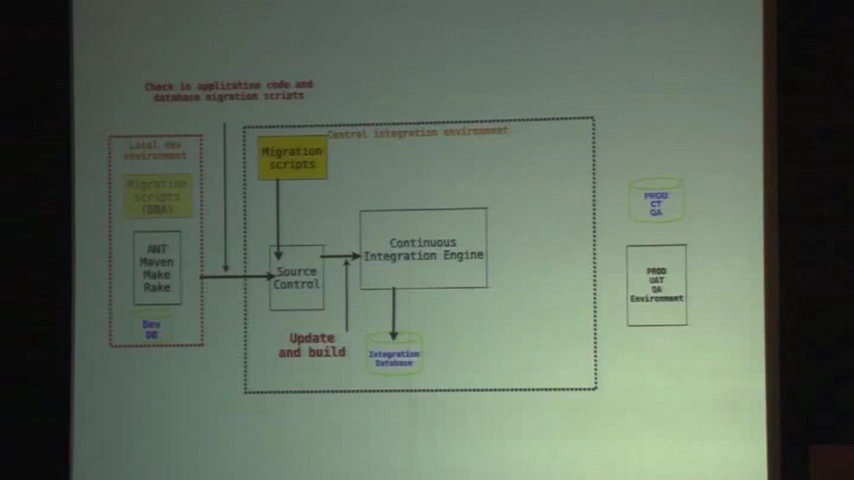 Check in application code and
database migration scripts
Local dev
environment
Migration
scripts
(DBA)
ANT
Maven
Make
Rake
Dev
DB
Central integration environment
Migration
scripts
Source
Control
Continuous
Integration Engine
Update
and build
Integration
Database
PROD
CT
QA
PROD
UAT
QA
Environment